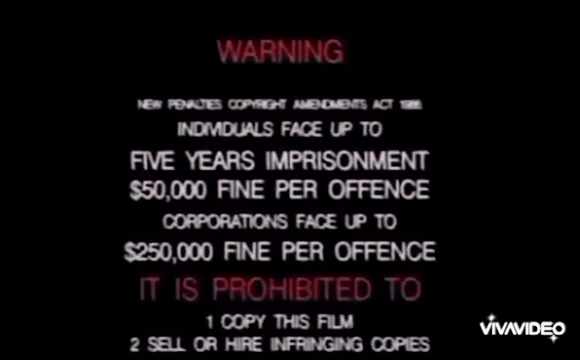 WARNING
NEW PENALTIES COPYRIGHT AMENDMENTS ACT 1986
INDIVIDUALS FACE UP TO
FIVE YEARS IMPRISONMENT
$50,000 FINE PER OFFENCE
CORPORATIONS FACE UP TO
$250,000 FINE PER OFFENCE
IT IS PROHIBITED TO
1 COPY THIS FILM
2 SELL OR HIRE INFRINGING COPIES
VIVAVIDEO